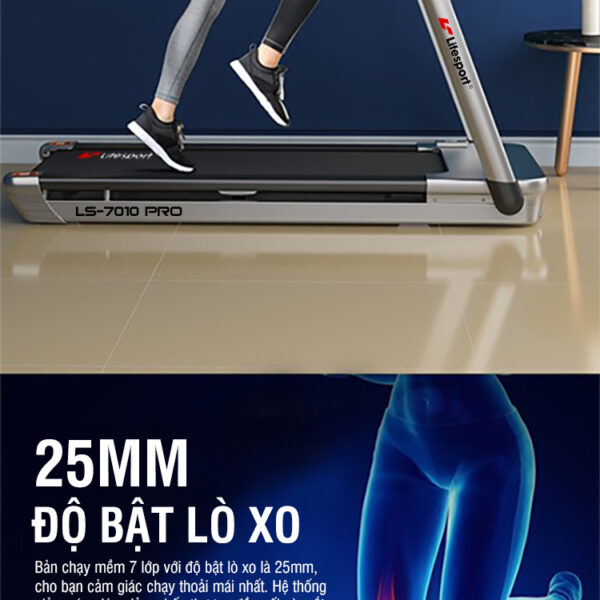 Lifesport
Lifesport
LS-7010 PRO
25MM
ĐỘ BẬT LÒ XO
Bản chạy mềm 7 lớp với độ bật lò xo là 25mm,
cho bạn cảm giác chạy thoải mái nhất. Hệ thống